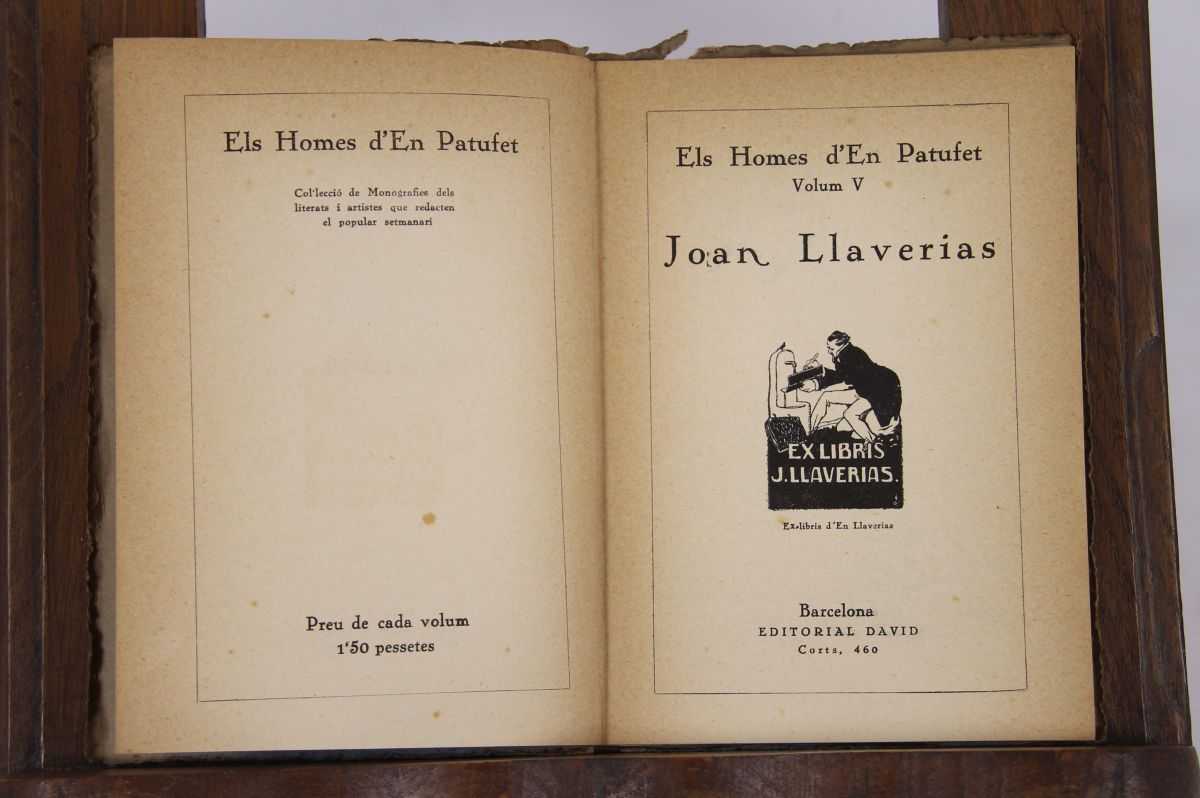 Els Homes d'En Patufet
Col·lecció de Monografies dels
literats i artistes que redacten
el popular setmanari
Preu de cada volum
1'50 pessetes
Els Homes d'En Patufet
Volum V
Joan Llaverias
EX LIBRIS
J. LLAVERIAS.
Ex-libris d'En Llaverias
Barcelona
EDITORIAL DAVID
Corts, 460